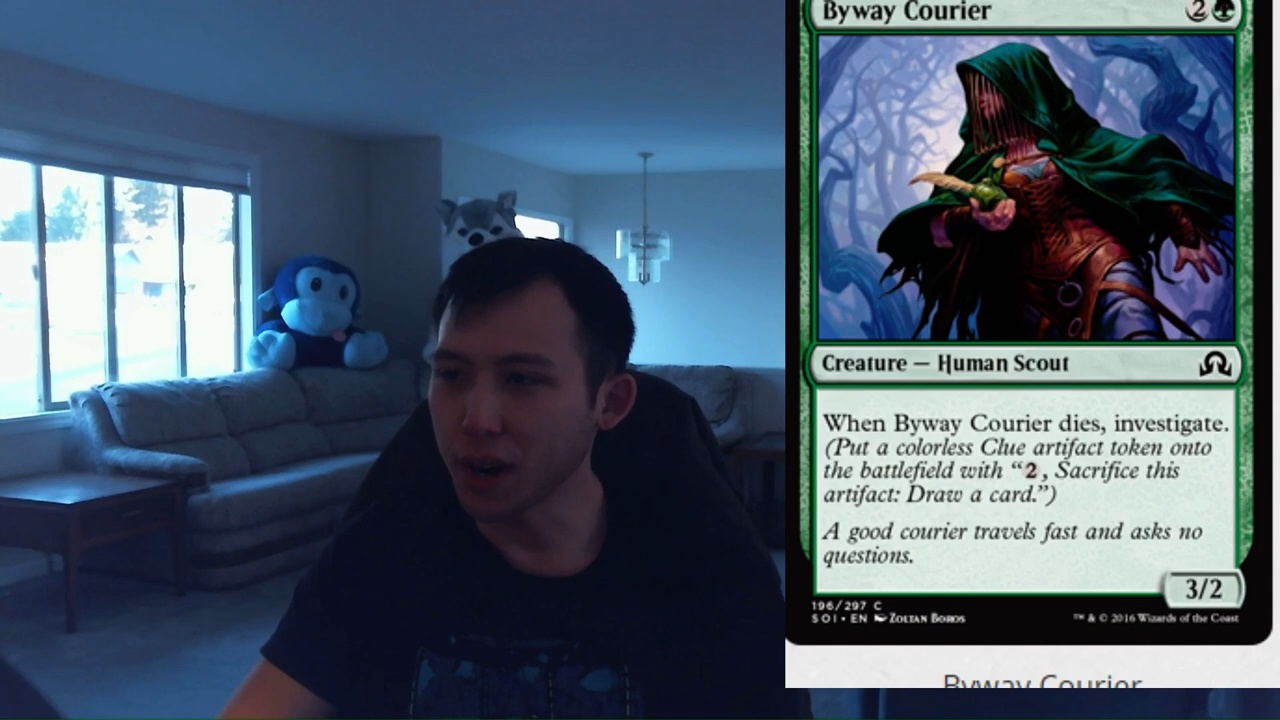 Byway Courier 2
Creature — Human Scout
When Byway Courier dies, investigate.
(Put a colorless Clue artifact token onto
the battlefield with “2, Sacrifice this
artifact: Draw a card.”)
A good courier travels fast and asks no
questions.
3/2
196/297 C
SOI • EN Zoltan Boros ™ & © 2016 Wizards of the Coast
Byway Courier